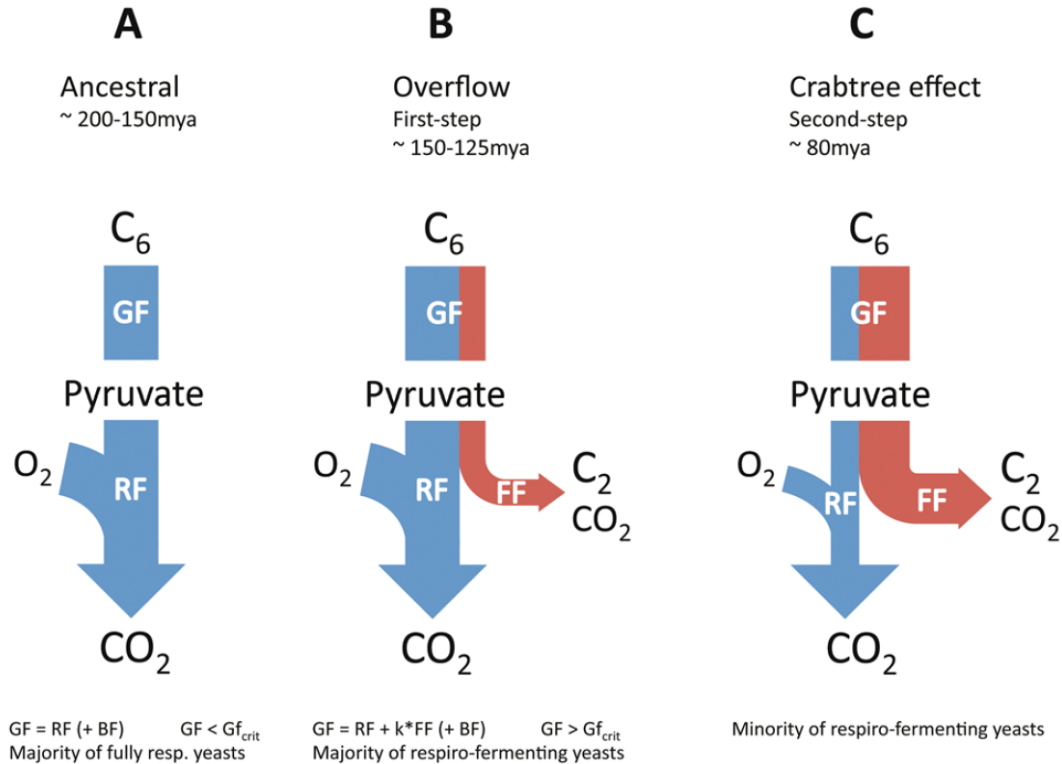 A
Ancestral
~ 200-150mya
C6
GF
Pyruvate
O2
RF
CO2
GF = RF (+ BF) GF < Gfcrit
Majority of fully resp. yeasts
B
Overflow
First-step
~ 150-125mya
C6
GF
Pyruvate
O2
RF
FF
C2
CO2
CO2
GF = RF + k*FF (+ BF) GF > Gfcrit
Majority of respiro-fermenting yeasts
C
Crabtree effect
Second-step
~ 80mya
C6
GF
Pyruvate
O2
RF
FF
C2
CO2
CO2
Minority of respiro-fermenting yeasts